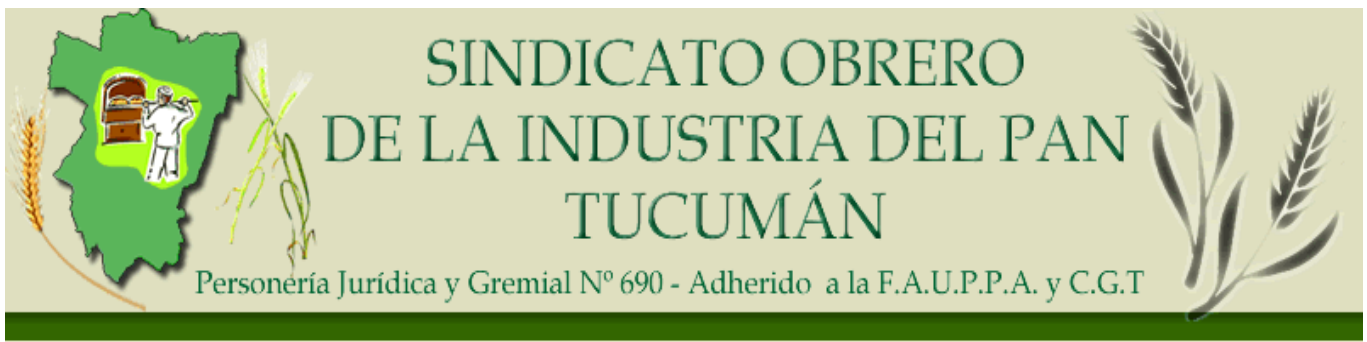 SINDICATO OBRERO
DE LA INDUSTRIA DEL PAN
TUCUMÁN
Personería Jurídica y Gremial Nº 690 - Adherido a la F.A.U.P.P.A. y C.G.T